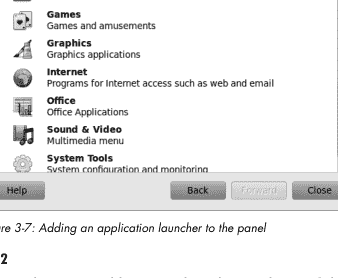 Games
Games and amusements
Graphics
Graphics applications
Internet
Programs for Internet access such as web and email
Office
Office Applications
Sound & Video
Multimedia menu
System Tools
System configuration and monitoring
Help Back Forward Close
re 3-7: Adding an application launcher to the panel
2